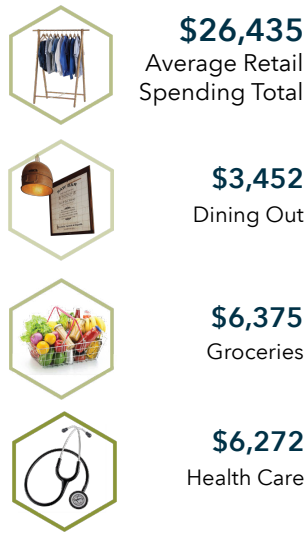 $26,435
Average Retail
Spending Total
$3,452
Dining Out
$6,375
Groceries
$6,272
Health Care